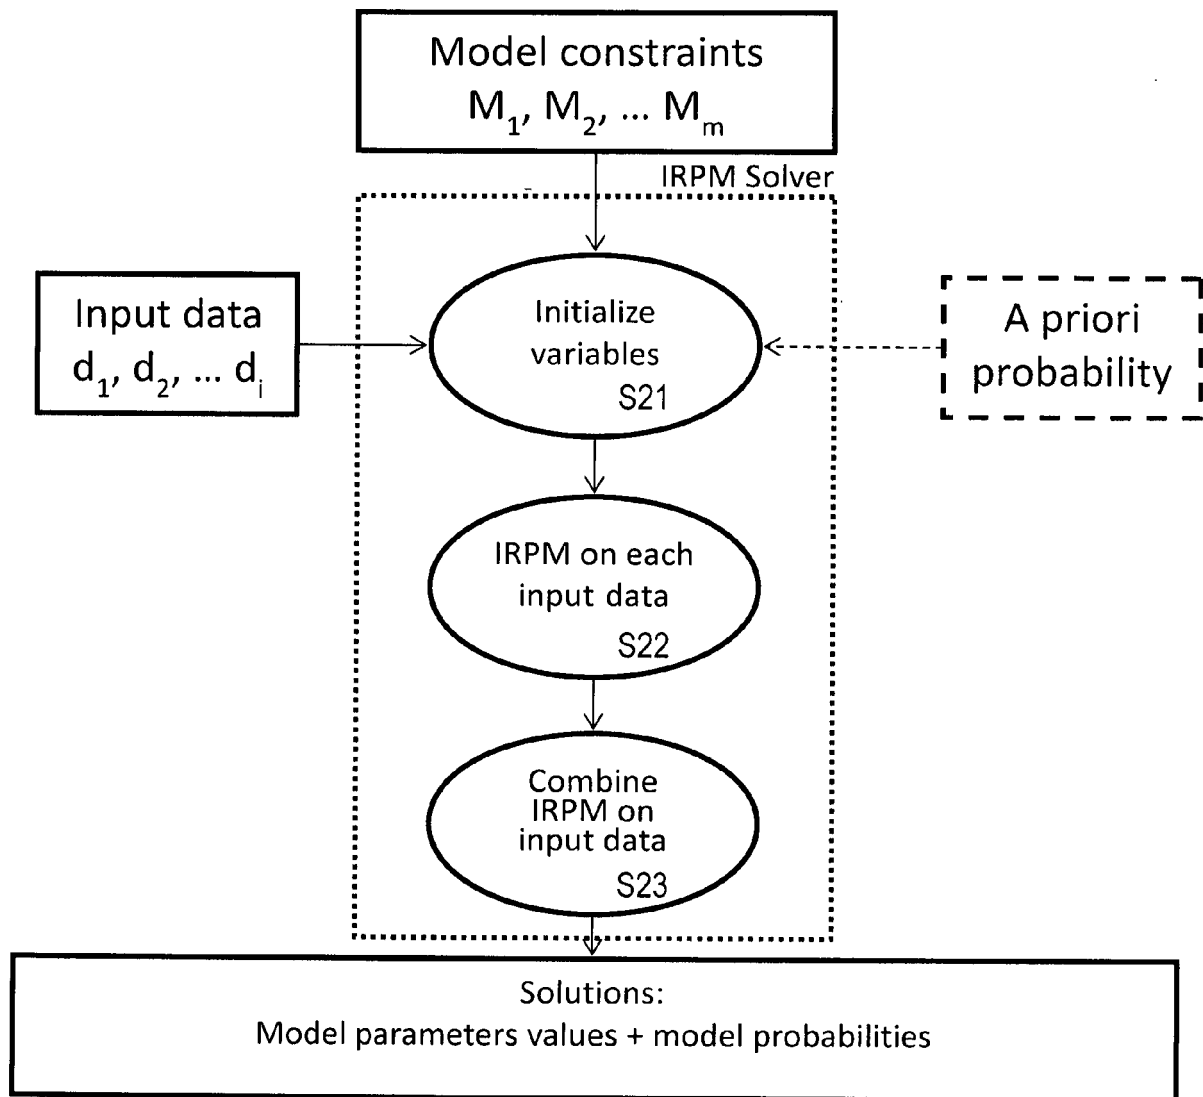 Model constraints
M₁, M₂, ... Mₘ
IRPM Solver
Input data
d₁, d₂, ... dᵢ
Initialize
variables
S21
A priori
probability
IRPM on each
input data
S22
Combine
IRPM on
input data
S23
Solutions:
Model parameters values + model probabilities